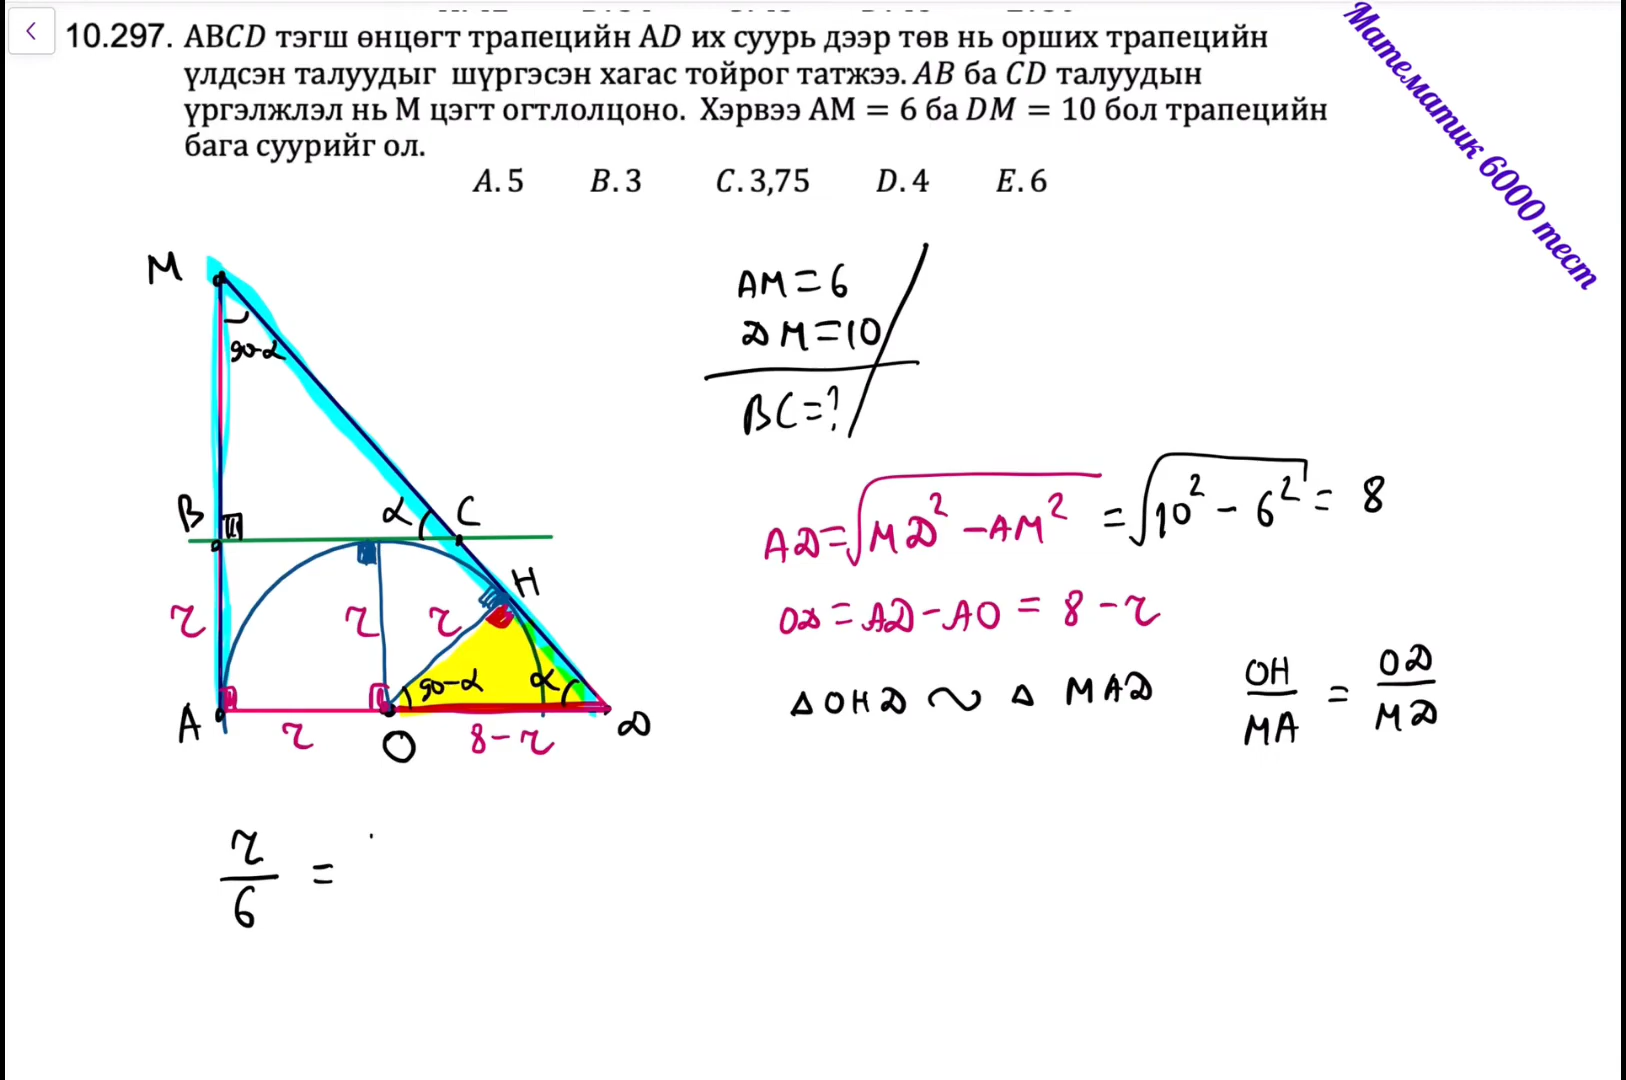 10.297. ABCD тэгш өнцөгт трапецийн AD их суурь дээр төв нь орших трапецийн
үлдсэн талуудыг шүргэсэн хагас тойрог татжээ. AB ба CD талуудын
үргэлжлэл нь M цэгт огтлолцоно. Хэрвээ AM = 6 ба DM = 10 бол трапецийн
бага суурийг ол.
A. 5 B. 3 C. 3,75 D. 4 E. 6
Математик 6000 тест
M
90-α
B α C
H
r r r
90-α α
A r O 8-r D
AM=6
DM=10
BC=?
AD=√MD²-AM² =√10²-6² = 8
OD=AD-AO = 8-r
△OHD ∼ △MAD OH/MA = OD/MD
r/6 =